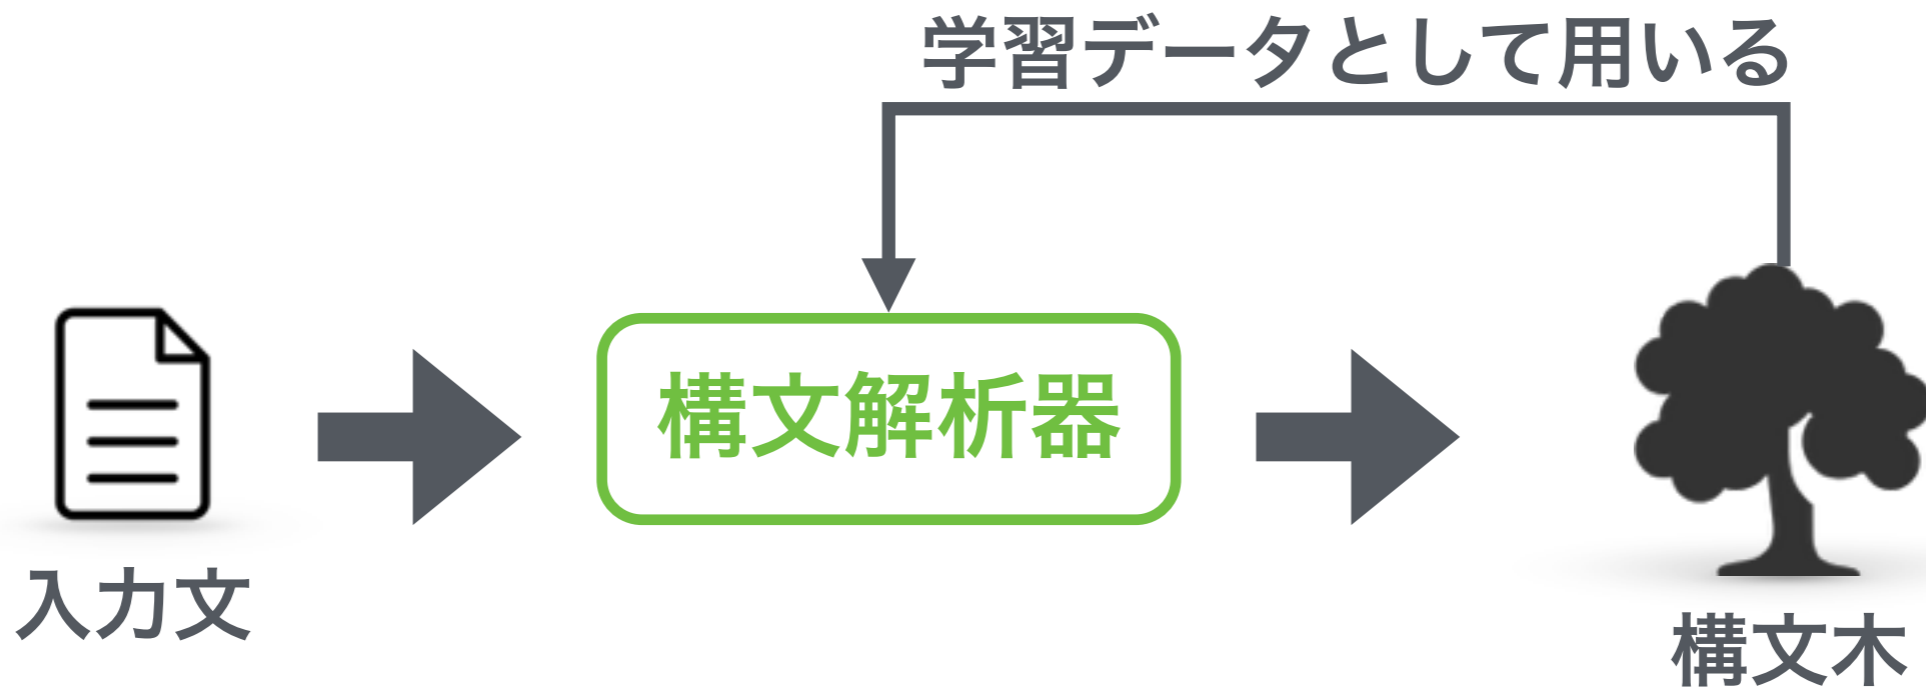 学習データとして用いる
構文解析器
入力文
構文木